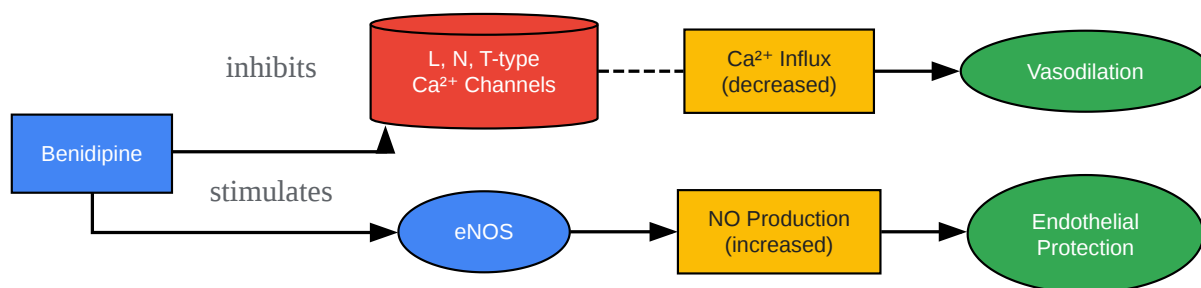 inhibits
L, N, T-type
Ca²⁺ Channels
Ca²⁺ Influx
(decreased)
Vasodilation
Benidipine
stimulates
eNOS
NO Production
(increased)
Endothelial
Protection